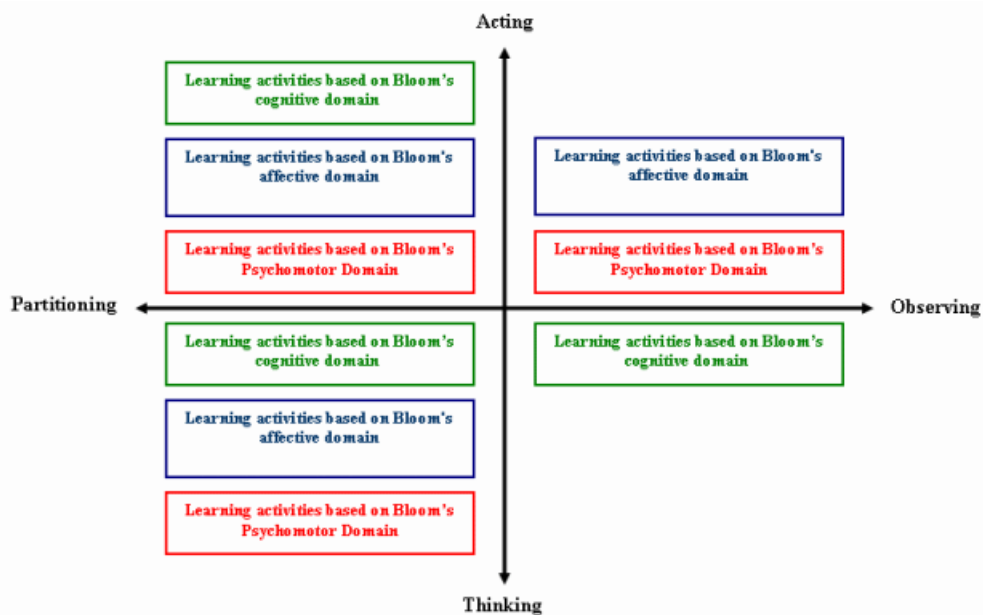 Acting
Learning activities based on Bloom's
cognitive domain
Learning activities based on Bloom's
affective domain
Learning activities based on Bloom's
affective domain
Learning activities based on Bloom's
Psychomotor Domain
Learning activities based on Bloom's
Psychomotor Domain
Partitioning
Observing
Learning activities based on Bloom's
cognitive domain
Learning activities based on Bloom's
cognitive domain
Learning activities based on Bloom's
affective domain
Learning activities based on Bloom's
Psychomotor Domain
Thinking